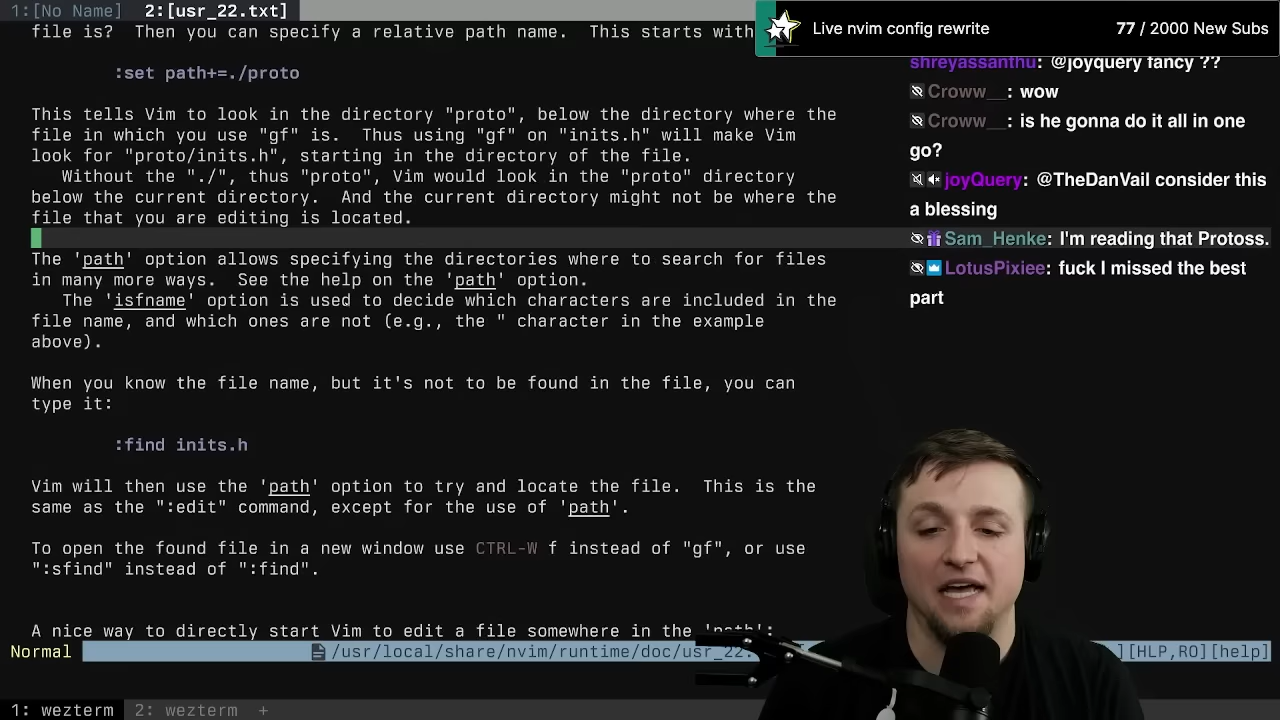 1:[No Name]  2:[usr_22.txt]
file is?  Then you can specify a relative path name.  This starts with
:set path+=./proto
This tells Vim to look in the directory "proto", below the directory where the
file in which you use "gf" is.  Thus using "gf" on "inits.h" will make Vim
look for "proto/inits.h", starting in the directory of the file.
Without the "./", thus "proto", Vim would look in the "proto" directory
below the current directory.  And the current directory might not be where the
file that you are editing is located.
The 'path' option allows specifying the directories where to search for files
in many more ways.  See the help on the 'path' option.
The 'isfname' option is used to decide which characters are included in the
file name, and which ones are not (e.g., the " character in the example
above).
When you know the file name, but it's not to be found in the file, you can
type it:
:find inits.h
Vim will then use the 'path' option to try and locate the file.  This is the
same as the ":edit" command, except for the use of 'path'.
To open the found file in a new window use CTRL-W f instead of "gf", or use
":sfind" instead of ":find".
A nice way to directly start Vim to edit a file somewhere in the 'path':
Normal /usr/local/share/nvim/runtime/doc/usr_22. ][HLP,RO][help]
1: wezterm  2: wezterm  +
Live nvim config rewrite 77 / 2000 New Subs
shreyassanthu: @joyquery fancy ??
Croww__: wow
Croww__: is he gonna do it all in one
go?
joyQuery: @TheDanVail consider this
a blessing
Sam_Henke: I'm reading that Protoss.
LotusPixiee: fuck I missed the best
part